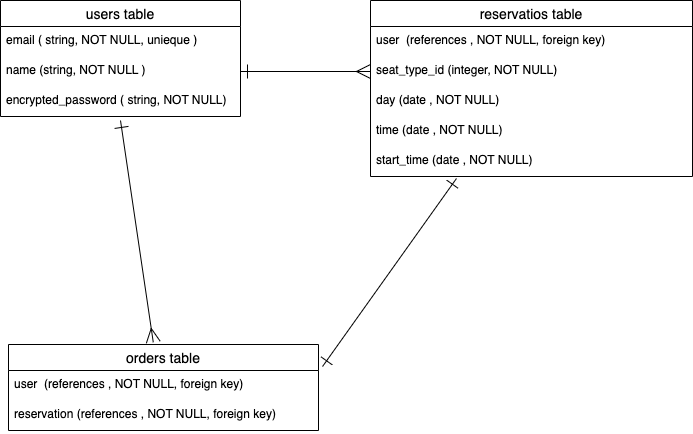 users table
email ( string, NOT NULL, unieque )
name (string, NOT NULL )
encrypted_password ( string, NOT NULL)
reservatios table
user  (references , NOT NULL, foreign key)
seat_type_id (integer, NOT NULL)
day (date , NOT NULL)
time (date , NOT NULL)
start_time (date , NOT NULL)
orders table
user  (references , NOT NULL, foreign key)
reservation (references , NOT NULL, foreign key)